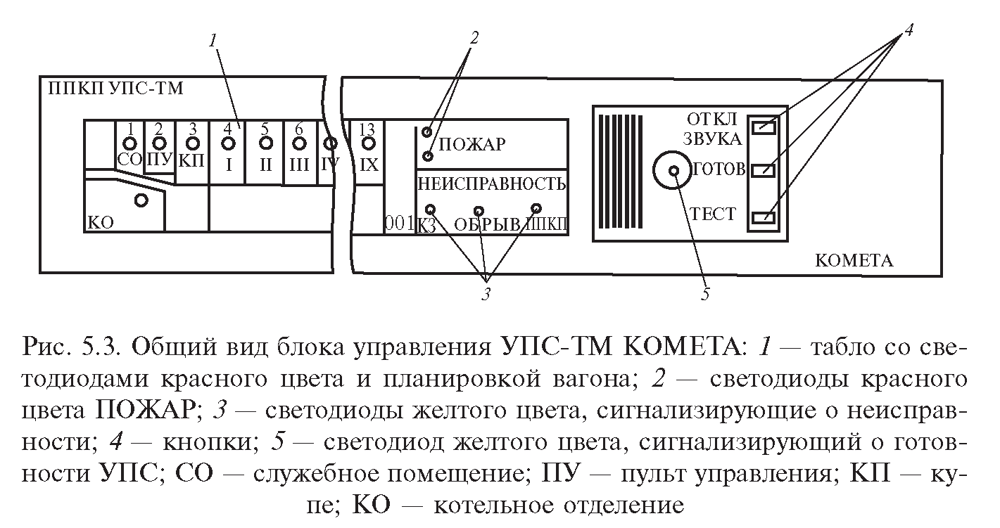 1 2 4
ППКП УПС-ТМ
1 2 3 4 5 6 13
СО ПУ КП I II III IV IX
КО
001
ПОЖАР
НЕИСПРАВНОСТЬ
КЗ ОБРЫВ ППКП
ОТКЛ
ЗВУКА
ГОТОВ
ТЕСТ
КОМЕТА
3 5
Рис. 5.3. Общий вид блока управления УПС-ТМ КОМЕТА: 1 — табло со све-
тодиодами красного цвета и планировкой вагона; 2 — светодиоды красного
цвета ПОЖАР; 3 — светодиоды желтого цвета, сигнализирующие о неисправ-
ности; 4 — кнопки; 5 — светодиод желтого цвета, сигнализирующий о готов-
ности УПС; СО — служебное помещение; ПУ — пульт управления; КП — ку-
пе; КО — котельное отделение